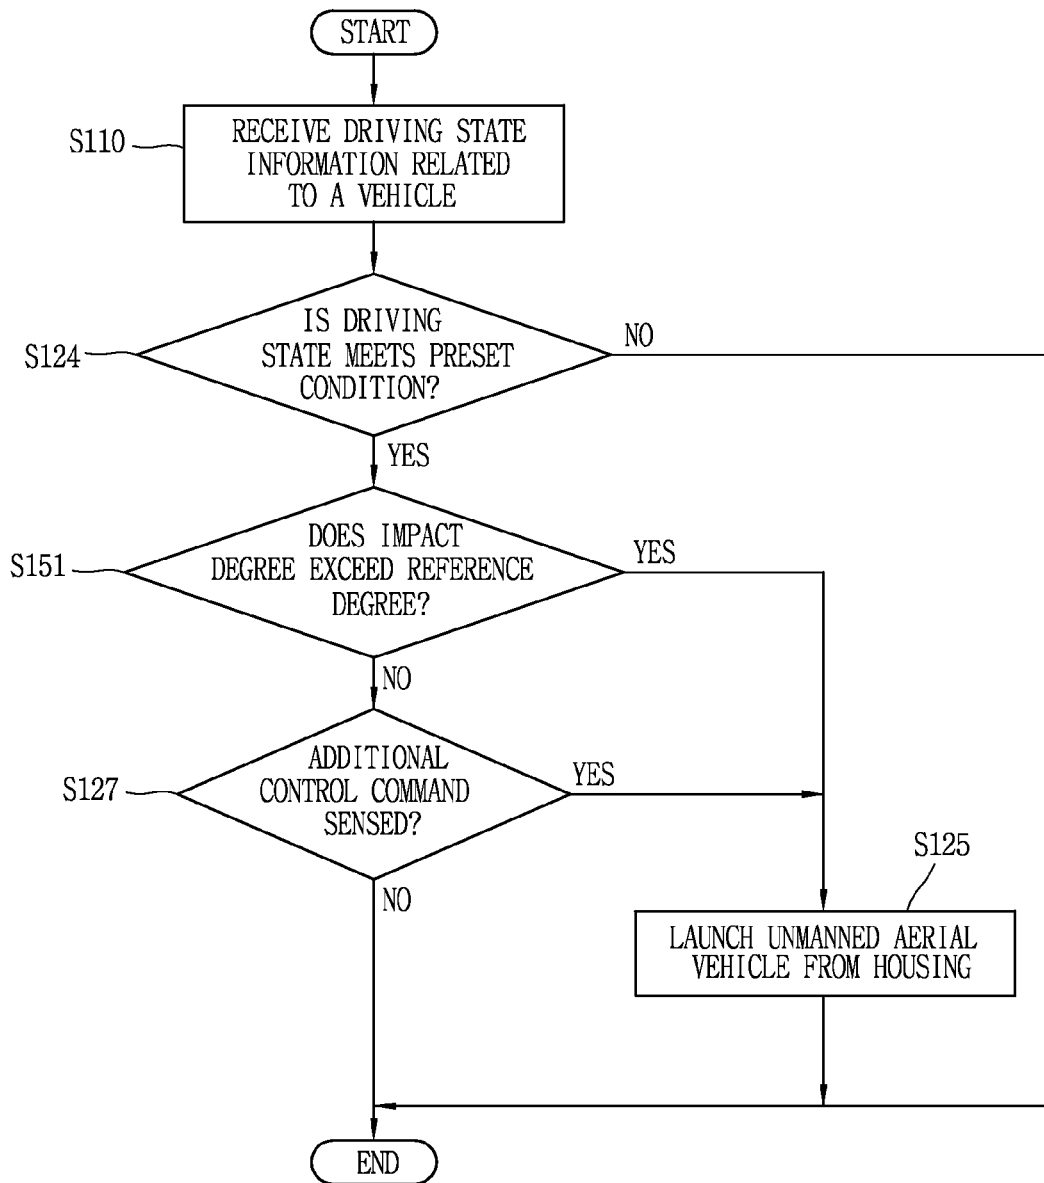 START
S110
RECEIVE DRIVING STATE
INFORMATION RELATED
TO A VEHICLE
S124
IS DRIVING
STATE MEETS PRESET
CONDITION?
NO
YES
S151
DOES IMPACT
DEGREE EXCEED REFERENCE
DEGREE?
YES
NO
S127
ADDITIONAL
CONTROL COMMAND
SENSED?
YES
NO
S125
LAUNCH UNMANNED AERIAL
VEHICLE FROM HOUSING
END